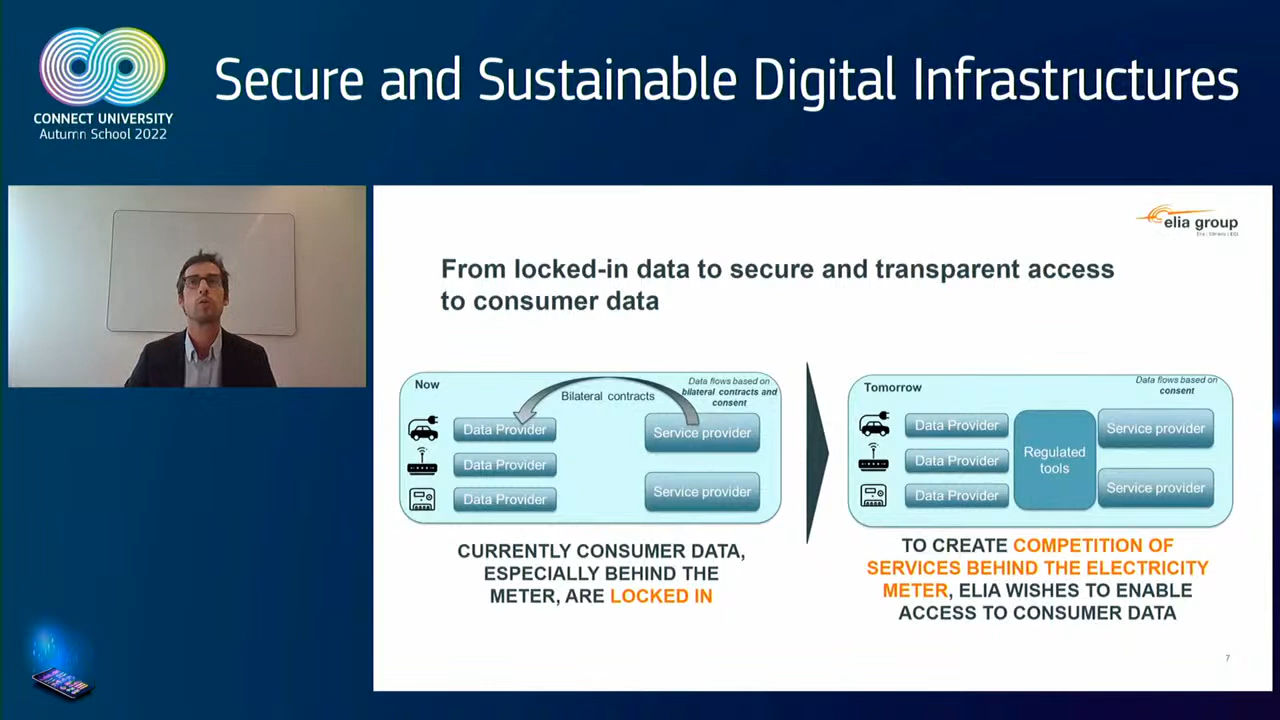 CONNECT UNIVERSITY
Autumn School 2022
Secure and Sustainable Digital Infrastructures
elia group
From locked-in data to secure and transparent access
to consumer data
Now
Bilateral contracts
Data flows based on
bilateral contracts and
consent
Data Provider
Service provider
Data Provider
Data Provider
Service provider
CURRENTLY CONSUMER DATA,
ESPECIALLY BEHIND THE
METER, ARE LOCKED IN
Tomorrow
Data flows based on
consent
Data Provider
Data Provider
Data Provider
Regulated
tools
Service provider
Service provider
TO CREATE COMPETITION OF
SERVICES BEHIND THE ELECTRICITY
METER, ELIA WISHES TO ENABLE
ACCESS TO CONSUMER DATA
7